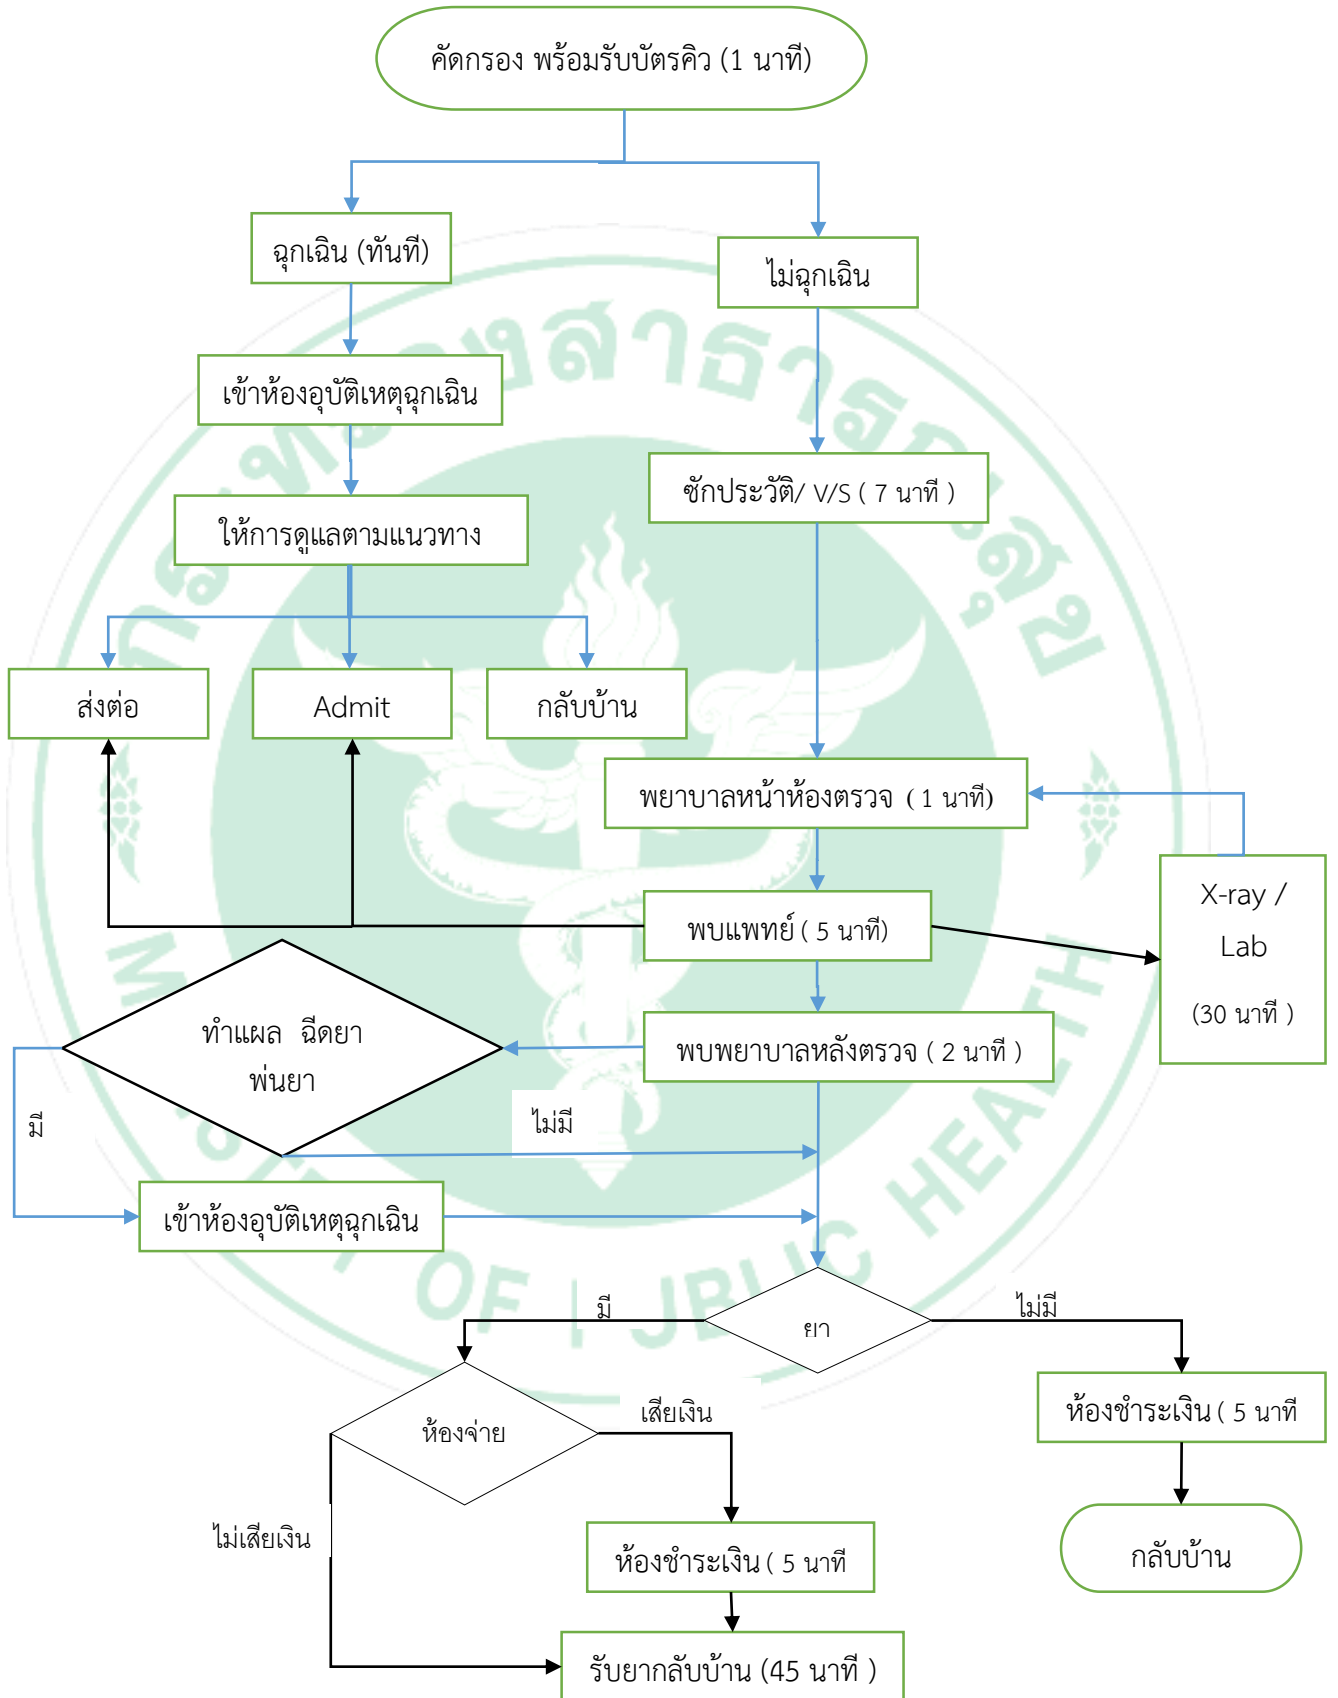 คัดกรอง พร้อมรับบัตรคิว (1 นาที)
ฉุกเฉิน (ทันที)
ไม่ฉุกเฉิน
เข้าห้องอุบัติเหตุฉุกเฉิน
ซักประวัติ/ V/S ( 7 นาที )
ให้การดูแลตามแนวทาง
ส่งต่อ
Admit
กลับบ้าน
พยาบาลหน้าห้องตรวจ ( 1 นาที)
X-ray /
Lab
(30 นาที )
พบแพทย์ ( 5 นาที)
ทำแผล ฉีดยา
พ่นยา
พบพยาบาลหลังตรวจ ( 2 นาที )
มี
ไม่มี
เข้าห้องอุบัติเหตุฉุกเฉิน
มี
ยา
ไม่มี
ห้องจ่าย
เสียเงิน
ห้องชำระเงิน ( 5 นาที
ไม่เสียเงิน
ห้องชำระเงิน ( 5 นาที
กลับบ้าน
รับยากลับบ้าน (45 นาที )